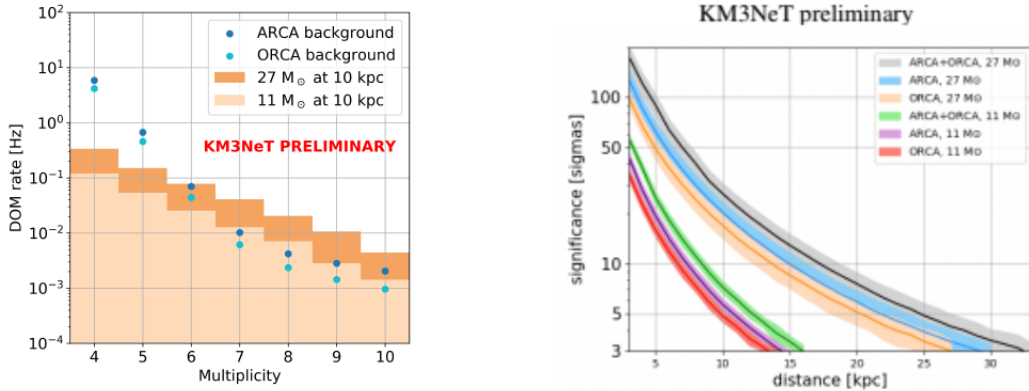 ARCA background
ORCA background
27 M⊙ at 10 kpc
11 M⊙ at 10 kpc
KM3NeT PRELIMINARY
DOM rate [Hz]
10²
10¹
10⁰
10⁻¹
10⁻²
10⁻³
10⁻⁴
4 5 6 7 8 9 10
Multiplicity
KM3NeT preliminary
ARCA+ORCA, 27 M⊙
ARCA, 27 M⊙
ORCA, 27 M⊙
ARCA+ORCA, 11 M⊙
ARCA, 11 M⊙
ORCA, 11 M⊙
significance [sigmas]
100
50
10
5
3
5 10 15 20 25 30
distance [kpc]